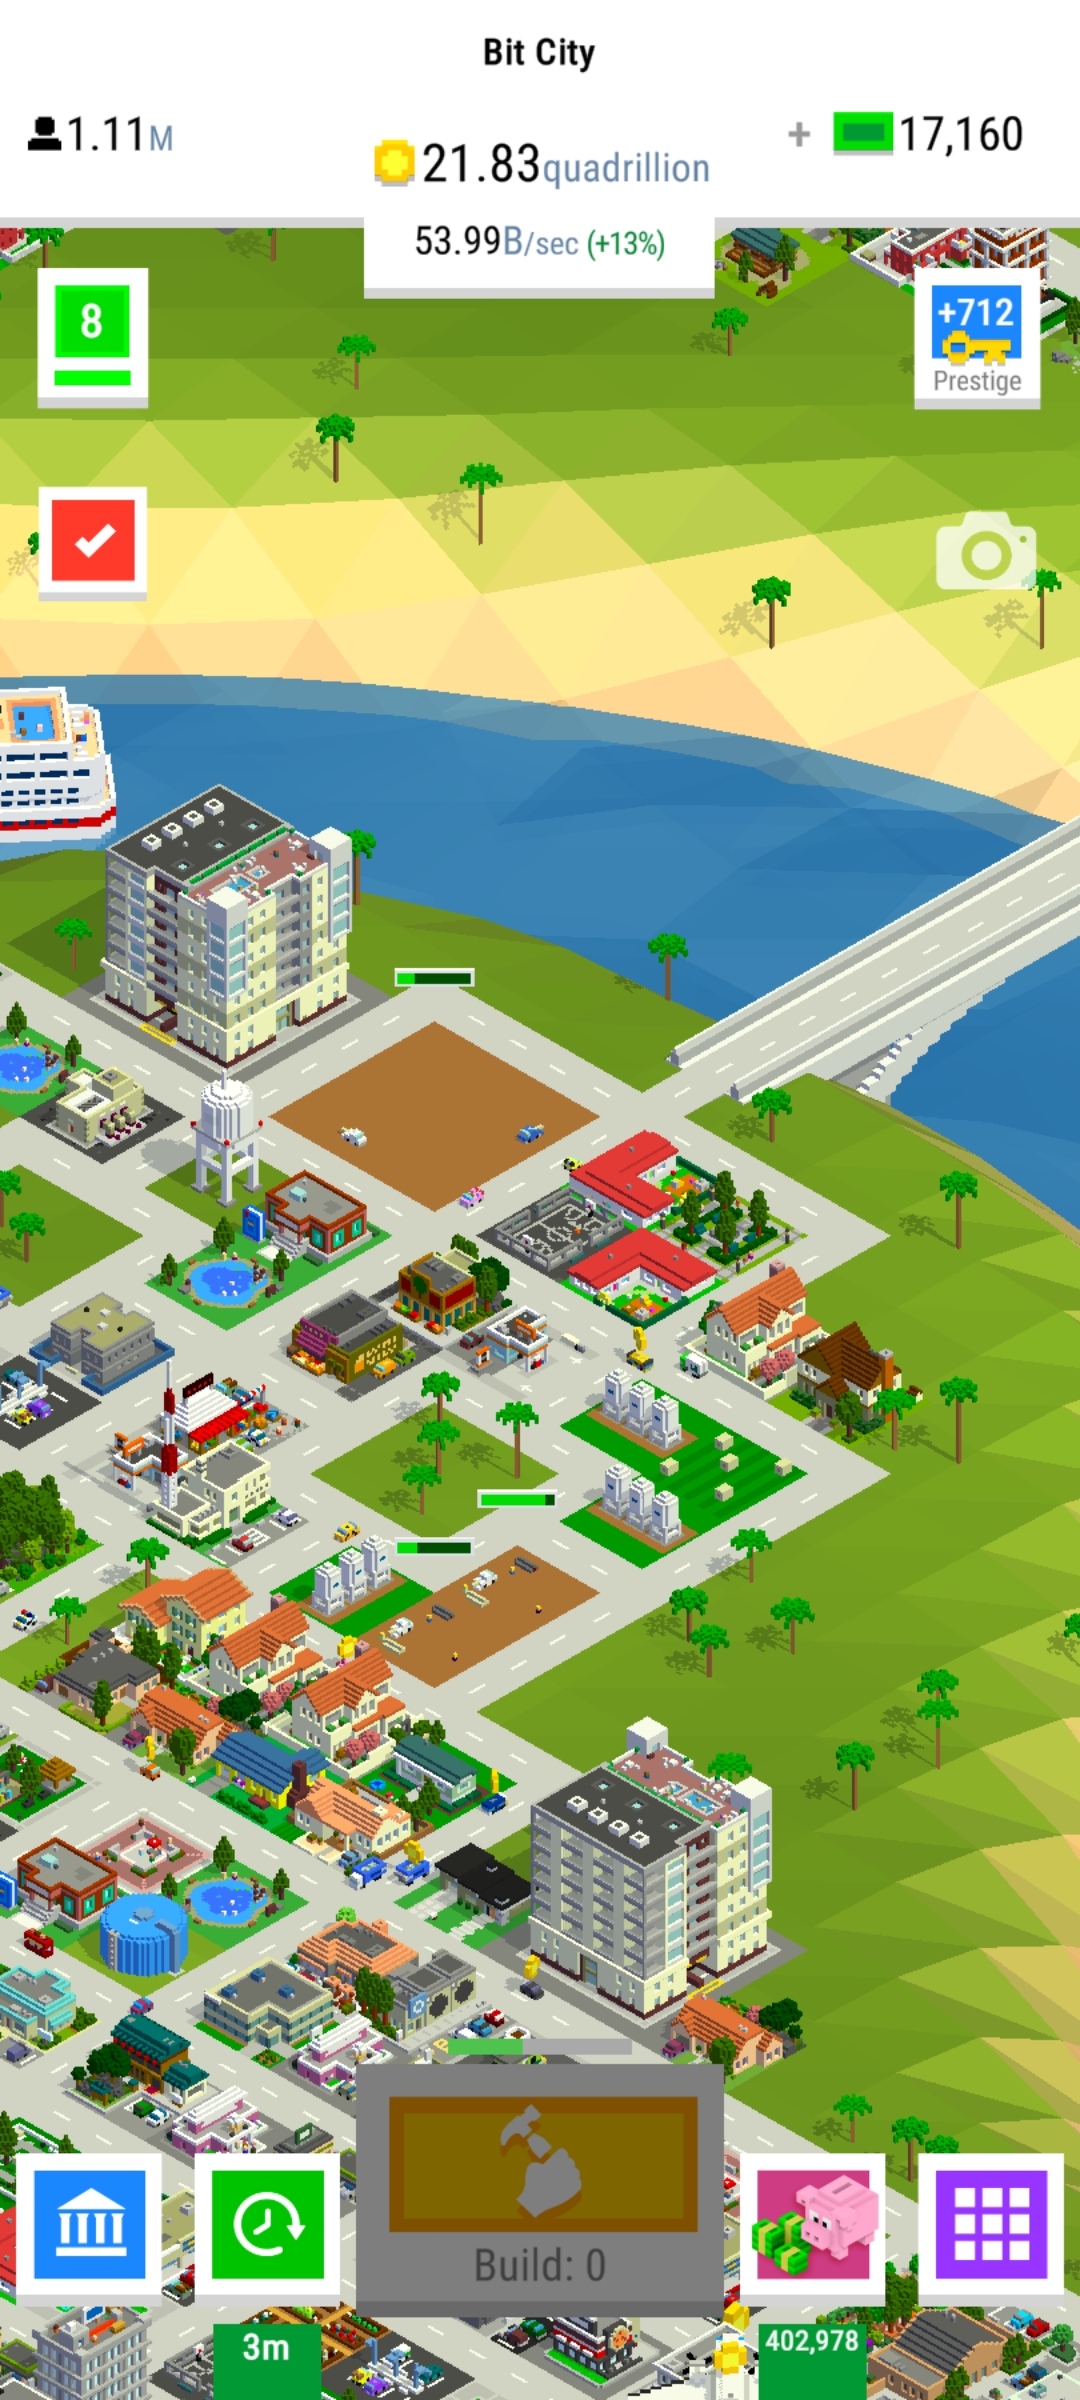 Bit City
1.11M
21.83quadrillion
+ 17,160
53.99B/sec (+13%)
8
+712
Prestige
Build: 0
3m
402,978